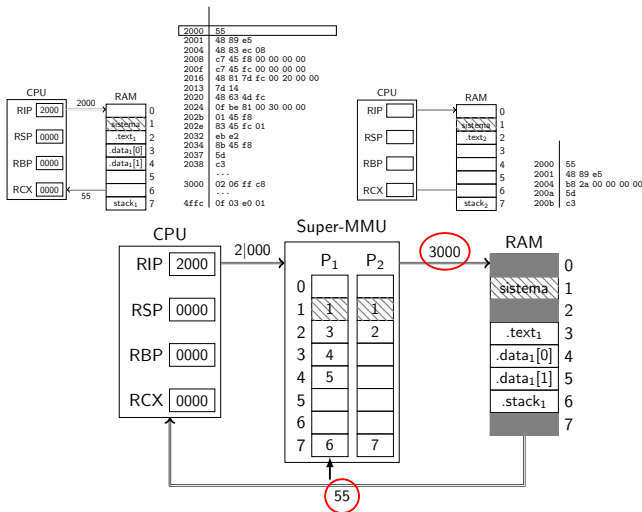 2000 55
2001 48 89 e5
2004 48 83 ec 08
2008 c7 45 f8 00 00 00 00
200f c7 45 fc 00 00 00 00
2016 48 81 7d fc 00 20 00 00
2013 7d 14
2020 48 63 4d fc
2024 0f be 81 00 30 00 00
202b 01 45 f8
202e 83 45 fc 01
2032 eb e2
2034 8b 45 f8
2037 5d
2038 c3
...
3000 02 06 ff c8
...
4ffc 0f 03 e0 01
CPU
RIP 2000
RSP 0000
RBP 0000
RCX 0000
2000
55
RAM
0
sistema 1
.text1 2
.data1[0] 3
.data1[1] 4
5
6
stack1 7
CPU
RIP
RSP
RBP
RCX
RAM
0
sistema 1
.text2 2
3
4
5
6
stack2 7
2000 55
2001 48 89 e5
2004 b8 2a 00 00 00 00
200a 5d
200b c3
CPU
RIP 2000
RSP 0000
RBP 0000
RCX 0000
2|000
Super-MMU
P1 P2
0
1 1 1
2 3 2
3 4
4 5
5
6
7 6 7
3000
RAM
0
sistema 1
2
.text1 3
.data1[0] 4
.data1[1] 5
.stack1 6
7
55